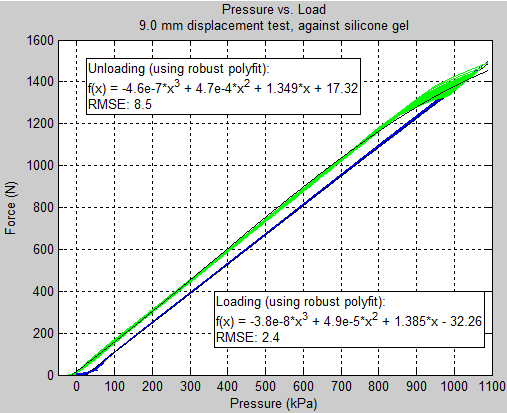 Pressure vs. Load
9.0 mm displacement test, against silicone gel
1600
1400
1200
1000
800
600
400
200
0
Force (N)
Unloading (using robust polyfit):
f(x) = -4.6e-7*x^3 + 4.7e-4*x^2 + 1.349*x + 17.32
RMSE: 8.5
Loading (using robust polyfit):
f(x) = -3.8e-8*x^3 + 4.9e-5*x^2 + 1.385*x - 32.26
RMSE: 2.4
0 100 200 300 400 500 600 700 800 900 1000 1100
Pressure (kPa)